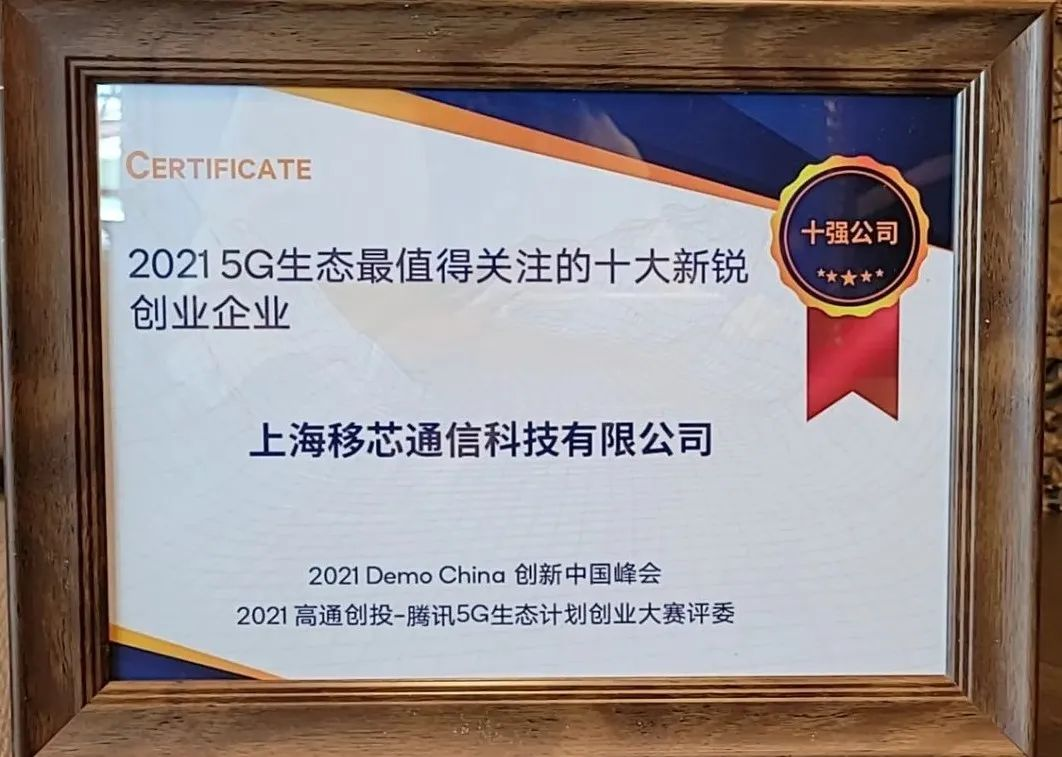 CERTIFICATE
十强公司
2021 5G生态最值得关注的十大新锐
创业企业
上海移芯通信科技有限公司
2021 Demo China 创新中国峰会
2021 高通创投-腾讯5G生态计划创业大赛评委